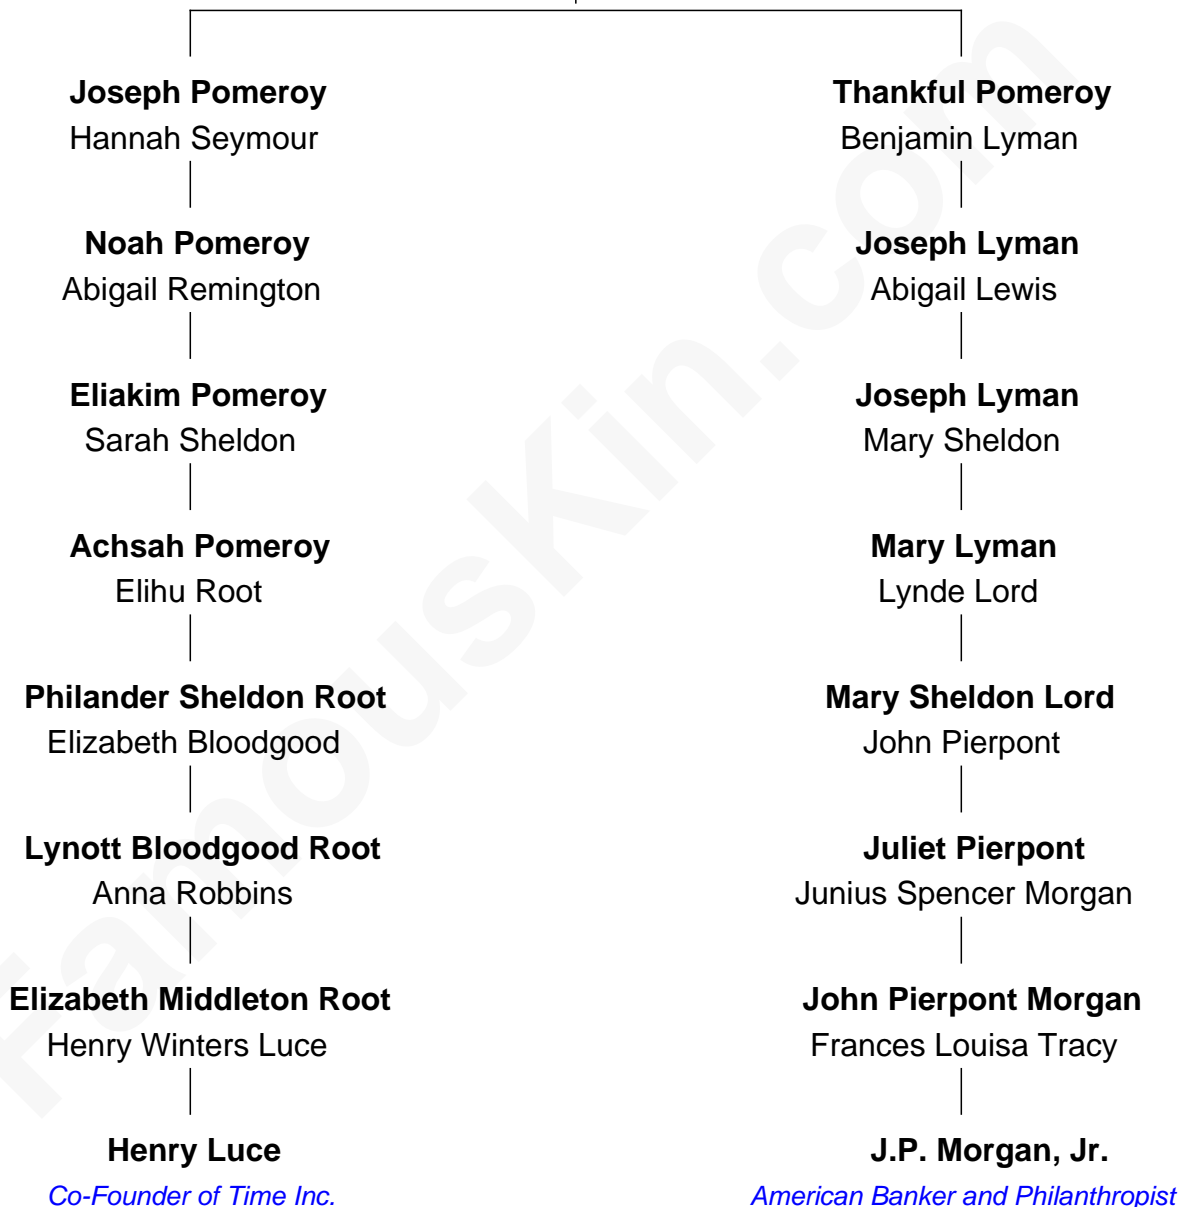 Joseph Pomeroy
Hannah Seymour
Noah Pomeroy
Abigail Remington
Eliakim Pomeroy
Sarah Sheldon
Achsah Pomeroy
Elihu Root
Philander Sheldon Root
Elizabeth Bloodgood
Lynott Bloodgood Root
Anna Robbins
Elizabeth Middleton Root
Henry Winters Luce
Henry Luce
Co-Founder of Time Inc.
Thankful Pomeroy
Benjamin Lyman
Joseph Lyman
Abigail Lewis
Joseph Lyman
Mary Sheldon
Mary Lyman
Lynde Lord
Mary Sheldon Lord
John Pierpont
Juliet Pierpont
Junius Spencer Morgan
John Pierpont Morgan
Frances Louisa Tracy
J.P. Morgan, Jr.
American Banker and Philanthropist
FamousKin.com